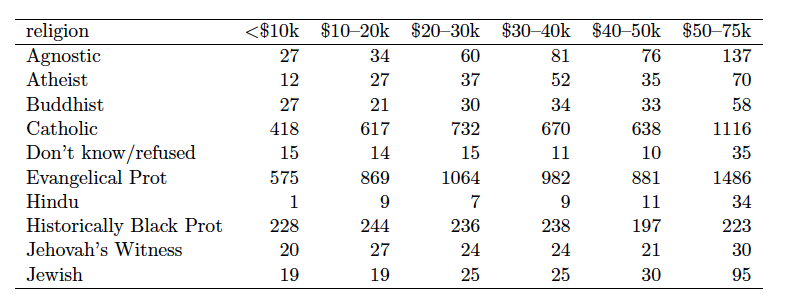 religion <$10k $10–20k $20–30k $30–40k $40–50k $50–75k
Agnostic 27 34 60 81 76 137
Atheist 12 27 37 52 35 70
Buddhist 27 21 30 34 33 58
Catholic 418 617 732 670 638 1116
Don’t know/refused 15 14 15 11 10 35
Evangelical Prot 575 869 1064 982 881 1486
Hindu 1 9 7 9 11 34
Historically Black Prot 228 244 236 238 197 223
Jehovah’s Witness 20 27 24 24 21 30
Jewish 19 19 25 25 30 95